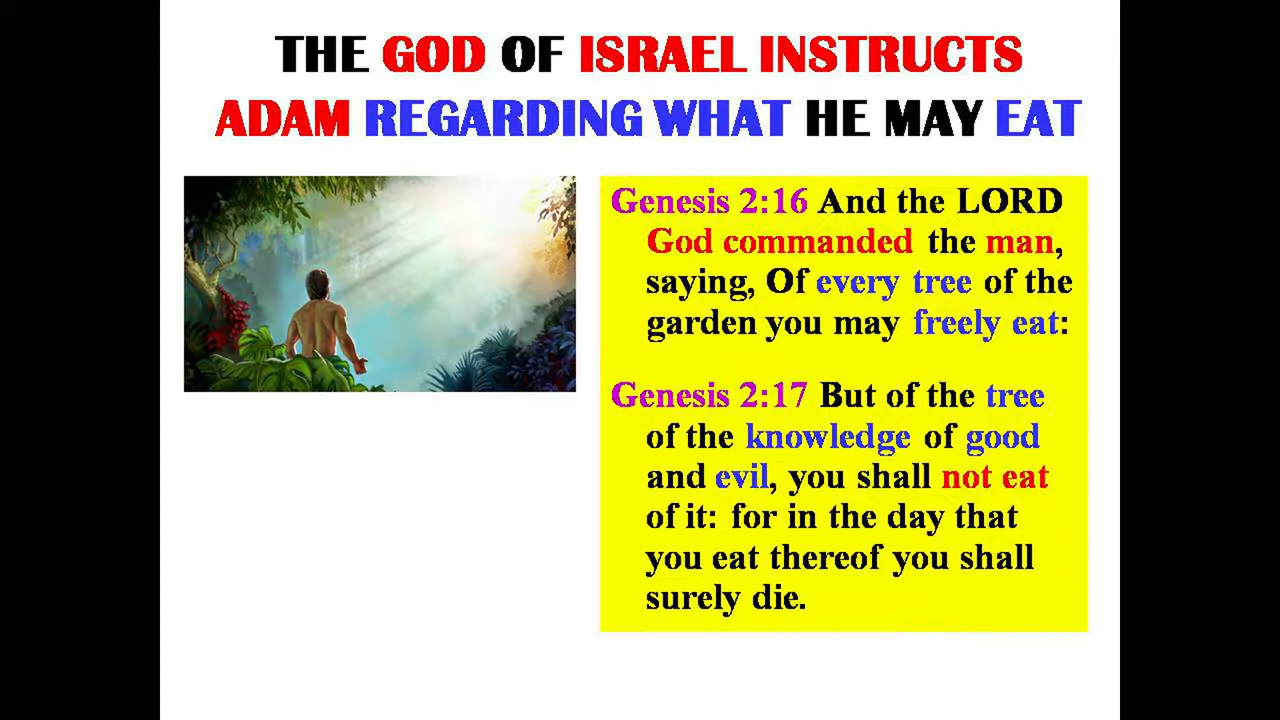 THE GOD OF ISRAEL INSTRUCTS
ADAM REGARDING WHAT HE MAY EAT
Genesis 2:16 And the LORD
God commanded the man,
saying, Of every tree of the
garden you may freely eat:
Genesis 2:17 But of the tree
of the knowledge of good
and evil, you shall not eat
of it: for in the day that
you eat thereof you shall
surely die.